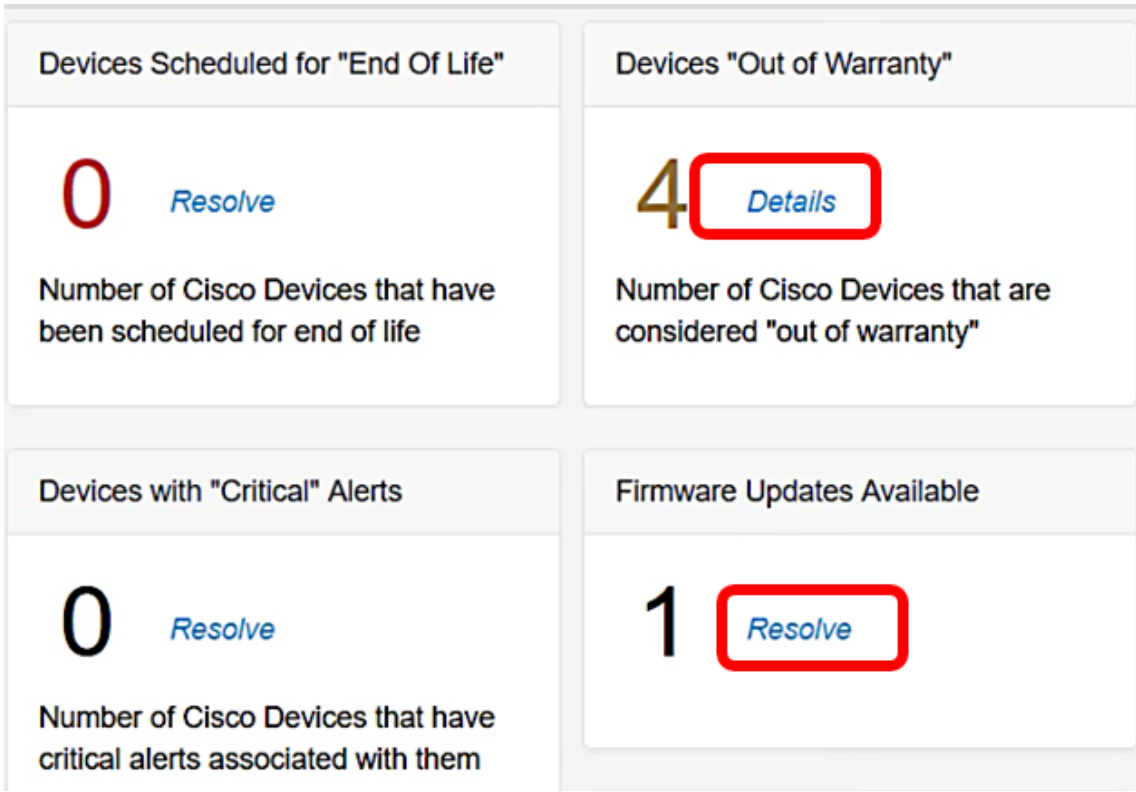 Devices Scheduled for "End Of Life"
0 Resolve
Number of Cisco Devices that have
been scheduled for end of life
Devices "Out of Warranty"
4 Details
Number of Cisco Devices that are
considered "out of warranty"
Devices with "Critical" Alerts
0 Resolve
Number of Cisco Devices that have
critical alerts associated with them
Firmware Updates Available
1 Resolve